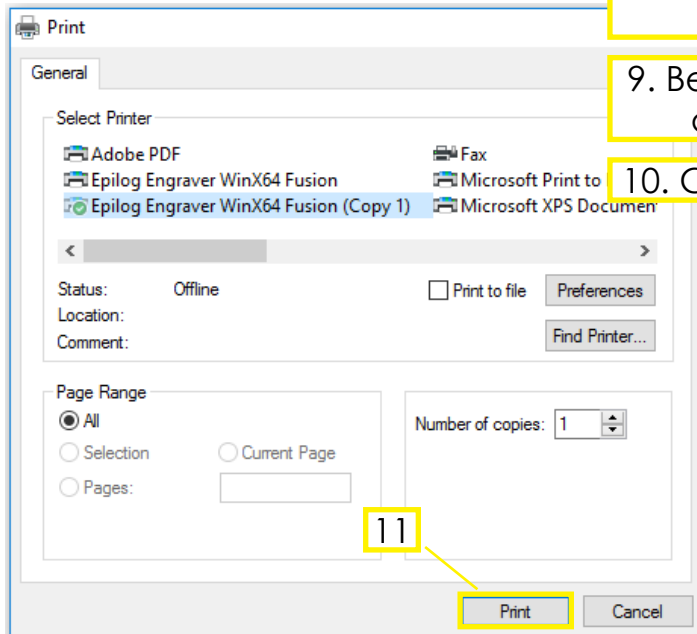 Print
General
9. Be
Select Printer
Adobe PDF
Fax
Epilog Engraver WinX64 Fusion
Microsoft Print to
10. C
Epilog Engraver WinX64 Fusion (Copy 1)
Microsoft XPS Documen
Status: Offline
Print to file
Preferences
Location:
Comment:
Find Printer...
Page Range
All
Number of copies: 1
Selection
Current Page
Pages:
11
Print
Cancel